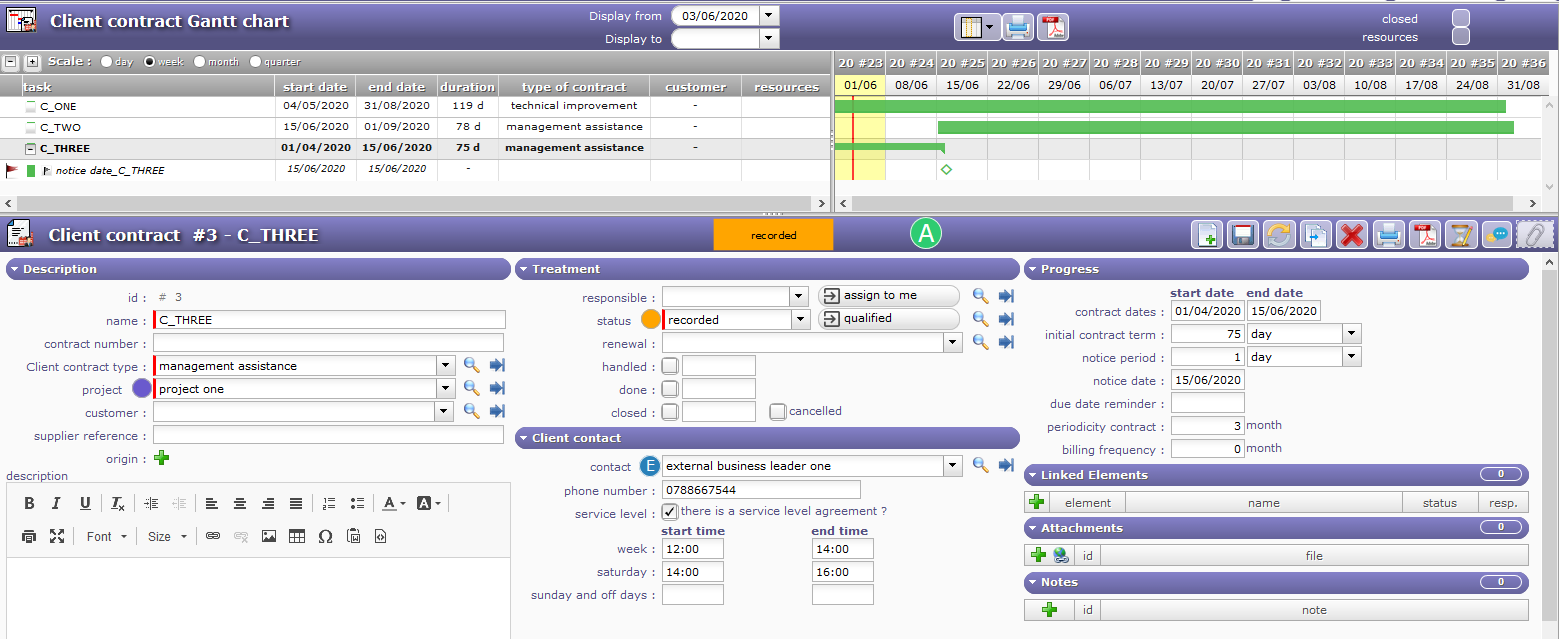 Client contract Gantt chart
Display from 03/06/2020
Display to
closed
resources
Scale : day week month quarter
task start date end date duration type of contract customer resources
C_ONE 04/05/2020 31/08/2020 119 d technical improvement -
C_TWO 15/06/2020 01/09/2020 78 d management assistance -
C_THREE 01/04/2020 15/06/2020 75 d management assistance -
notice date_C_THREE 15/06/2020 15/06/2020 -
20 #23 20 #24 20 #25 20 #26 20 #27 20 #28 20 #29 20 #30 20 #31 20 #32 20 #33 20 #34 20 #35 20 #36
01/06 08/06 15/06 22/06 29/06 06/07 13/07 20/07 27/07 03/08 10/08 17/08 24/08 31/08
Client contract #3 - C_THREE
recorded
A
Description
id : # 3
name : C_THREE
contract number :
Client contract type : management assistance
project project one
customer :
supplier reference :
origin :
description
B I U Tx
A A
Font Size
Treatment
responsible : assign to me
status recorded qualified
renewal :
handled :
done :
closed : cancelled
Client contact
contact E external business leader one
phone number : 0788667544
service level : there is a service level agreement ?
start time end time
week : 12:00 14:00
saturday : 14:00 16:00
sunday and off days :
Progress
start date end date
contract dates : 01/04/2020 15/06/2020
initial contract term : 75 day
notice period : 1 day
notice date : 15/06/2020
due date reminder :
periodicity contract : 3 month
billing frequency : 0 month
Linked Elements 0
element name status resp.
Attachments 0
id file
Notes 0
id note